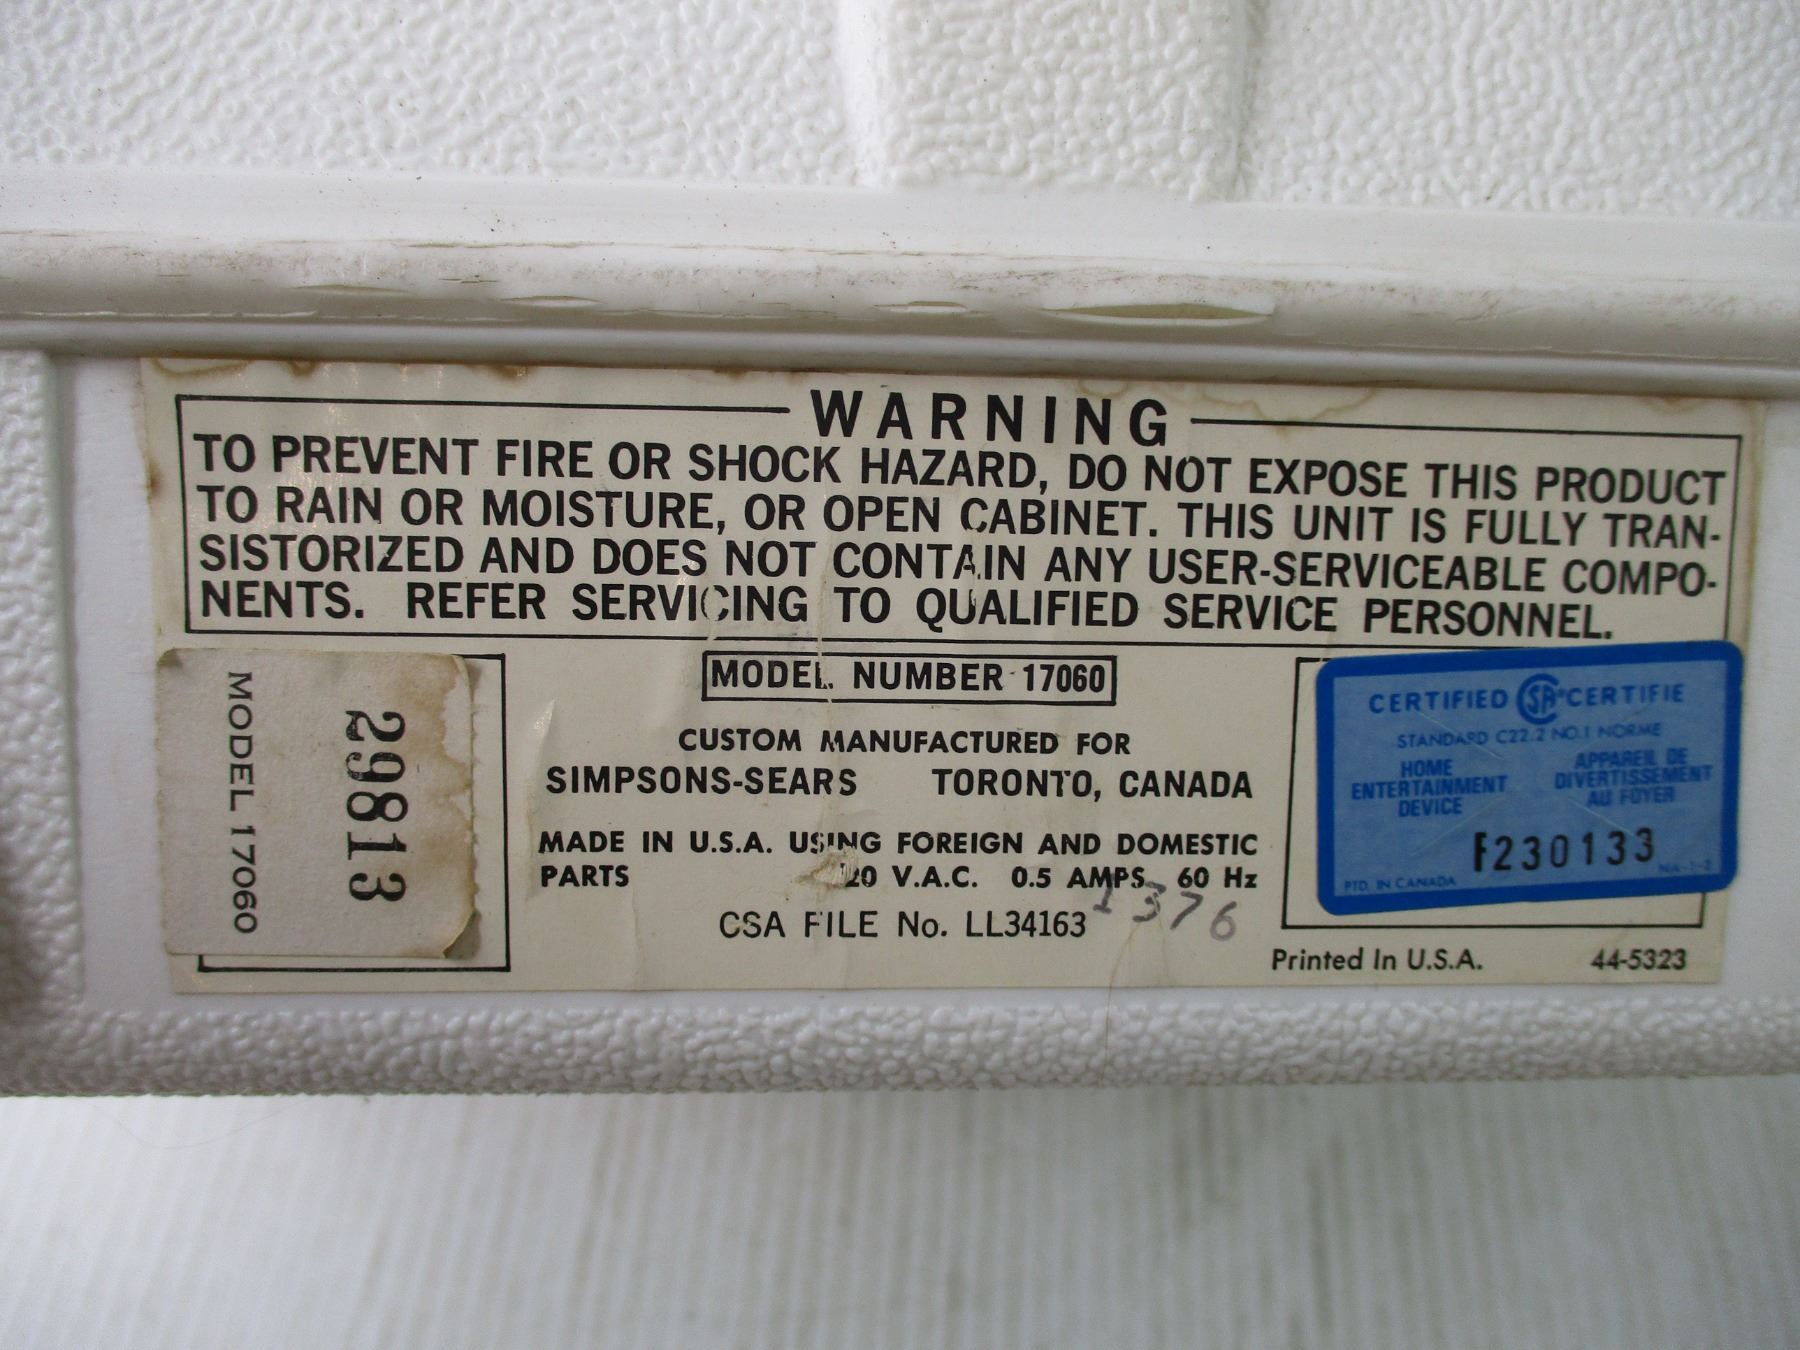 WARNING
TO PREVENT FIRE OR SHOCK HAZARD, DO NOT EXPOSE THIS PRODUCT
TO RAIN OR MOISTURE, OR OPEN CABINET. THIS UNIT IS FULLY TRAN-
SISTORIZED AND DOES NOT CONTAIN ANY USER-SERVICEABLE COMPO-
NENTS. REFER SERVICING TO QUALIFIED SERVICE PERSONNEL.
MODEL 17060
29813
MODEL NUMBER 17060
CUSTOM MANUFACTURED FOR
SIMPSONS-SEARS TORONTO, CANADA
MADE IN U.S.A. USING FOREIGN AND DOMESTIC
PARTS 20 V.A.C. 0.5 AMPS 60 Hz
CSA FILE No. LL34163
1376
CERTIFIED SA® CERTIFIE
STANDARD C22.2 NO.1 NORME
HOME
ENTERTAINMENT
DEVICE
APPAREIL DE
DIVERTISSEMENT
AU FOYER
F230133
PTD. IN CANADA
Printed In U.S.A. 44-5323